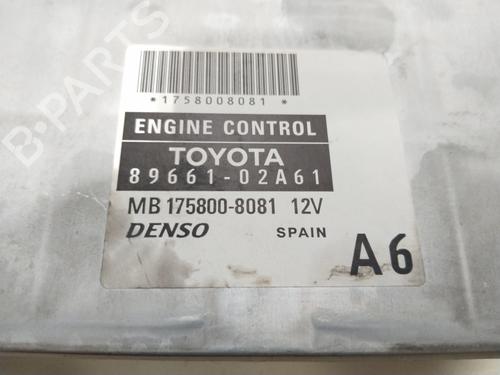 B-PARTS
*1758008081*
ENGINE CONTROL
TOYOTA
89661-02A61
MB 175800-8081 12V
DENSO SPAIN
A6